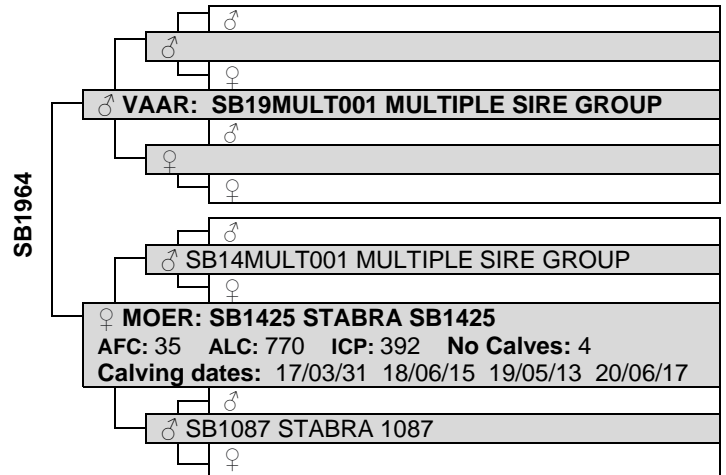 ♂
♂
♀
♂ VAAR: SB19MULT001 MULTIPLE SIRE GROUP
♂
♀
♀
SB1964
♂
♂ SB14MULT001 MULTIPLE SIRE GROUP
♀
♀ MOER: SB1425 STABRA SB1425
AFC: 35 ALC: 770 ICP: 392 No Calves: 4
Calving dates: 17/03/31 18/06/15 19/05/13 20/06/17
♂
♂ SB1087 STABRA 1087
♀